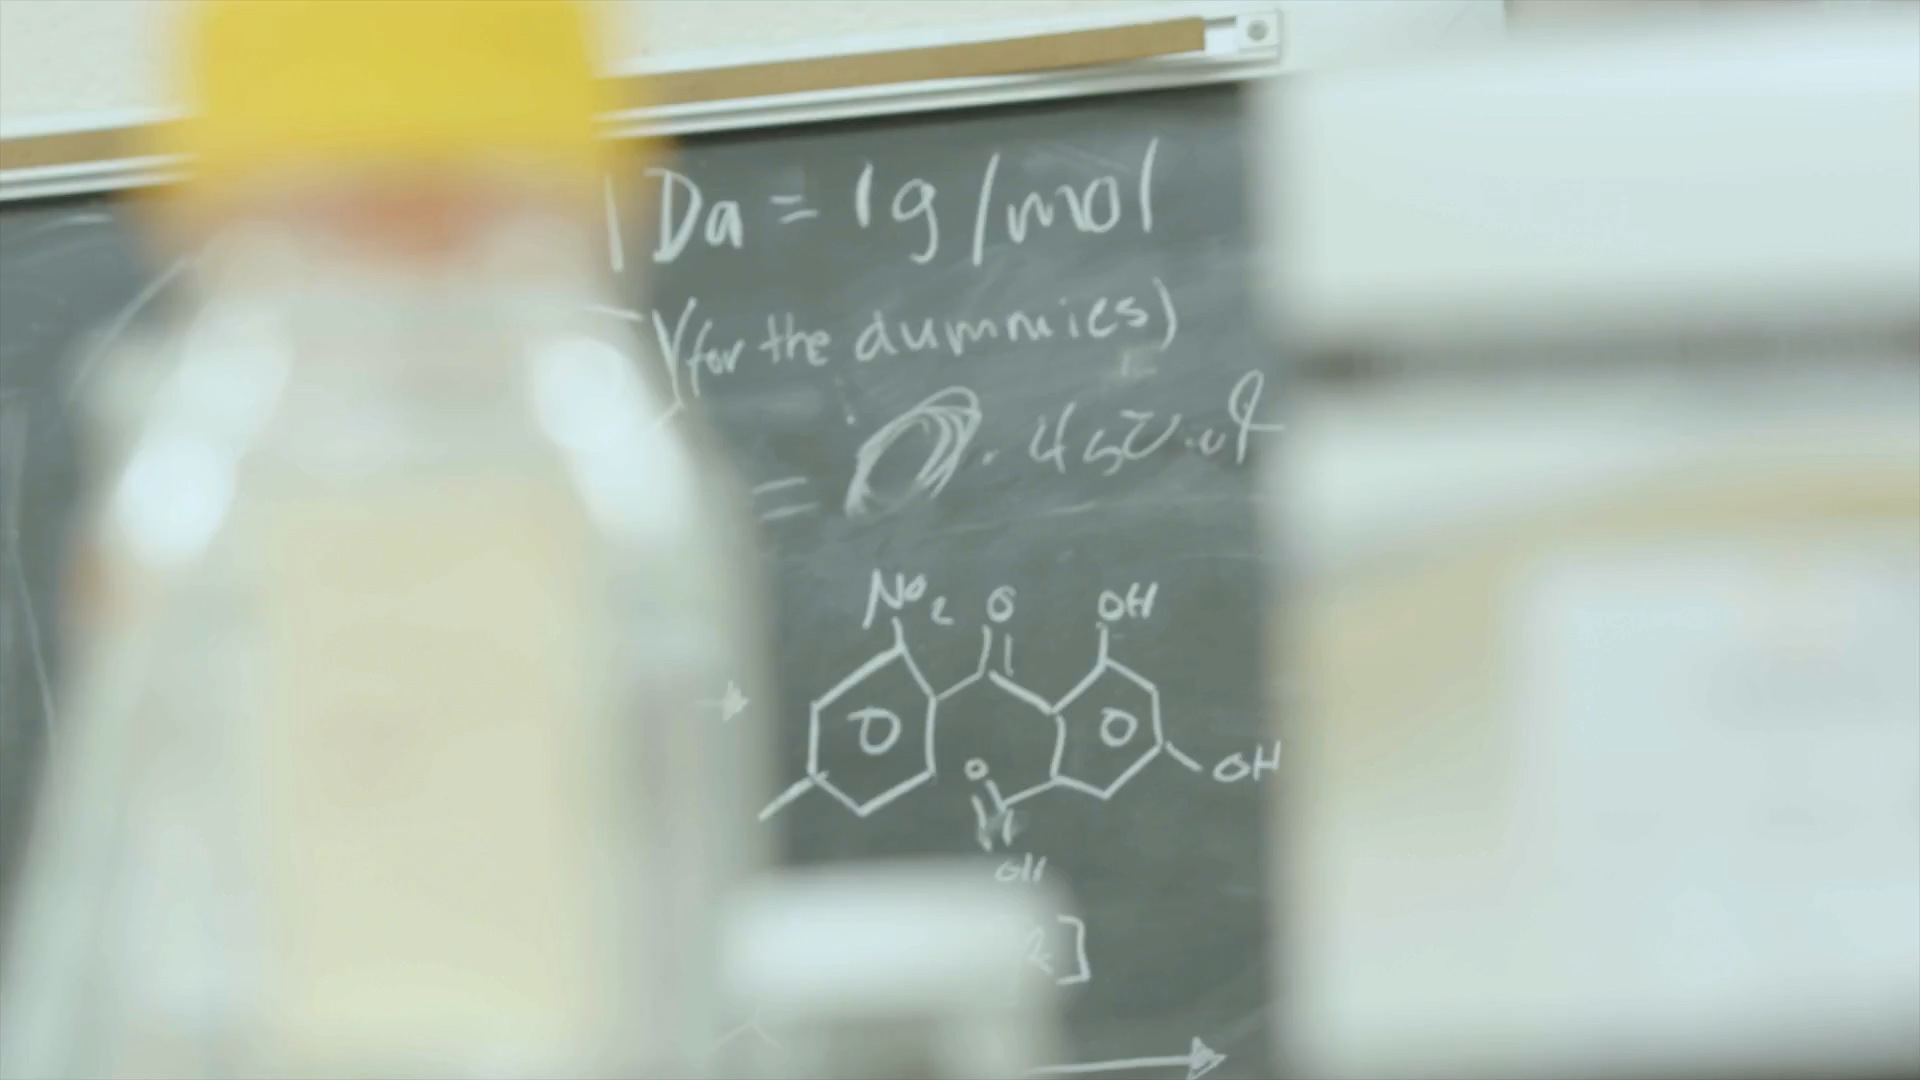 1 Da = 1g/mol
(for the dummies)
=
NO2 O OH
O OH
OH
]